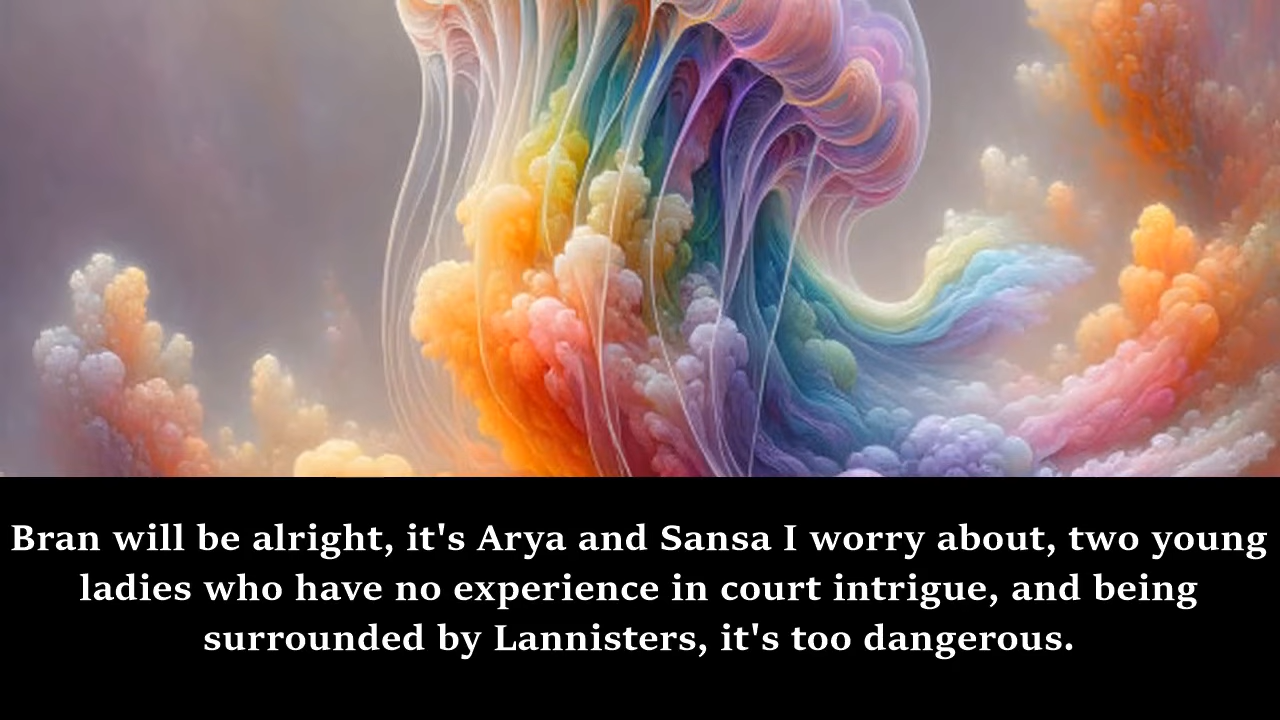 Bran will be alright, it's Arya and Sansa I worry about, two young
ladies who have no experience in court intrigue, and being
surrounded by Lannisters, it's too dangerous.